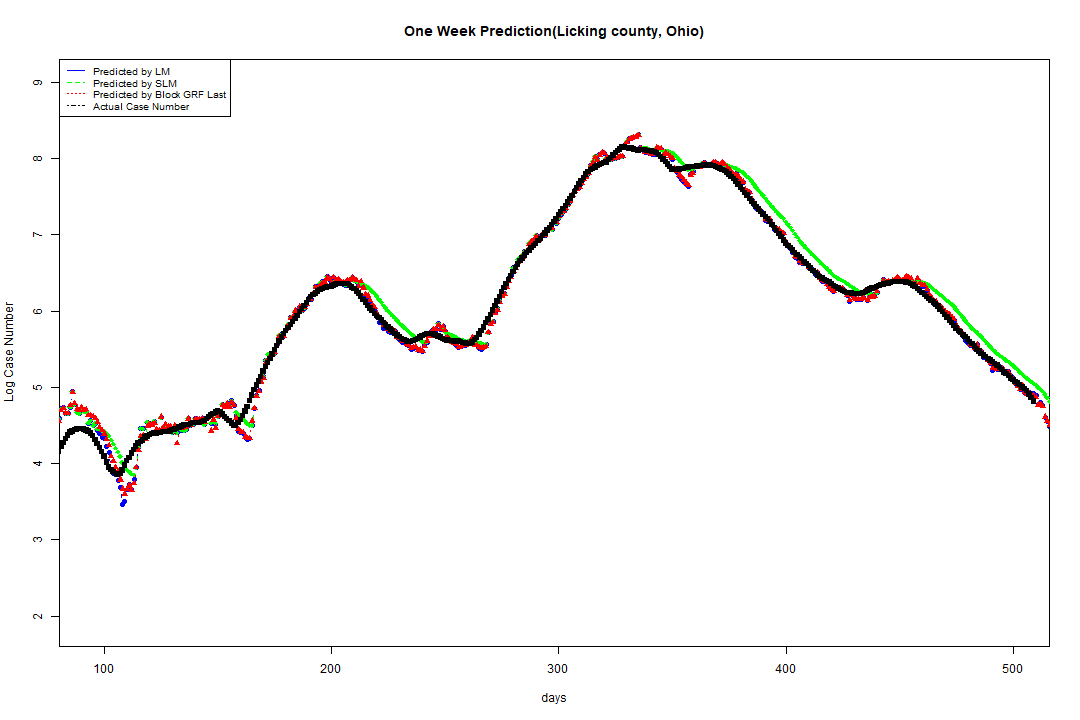 One Week Prediction(Licking county, Ohio)
Predicted by LM
Predicted by SLM
Predicted by Block GRF Last
Actual Case Number
9
8
7
6
5
4
3
2
Log Case Number
100 200 300 400 500
days